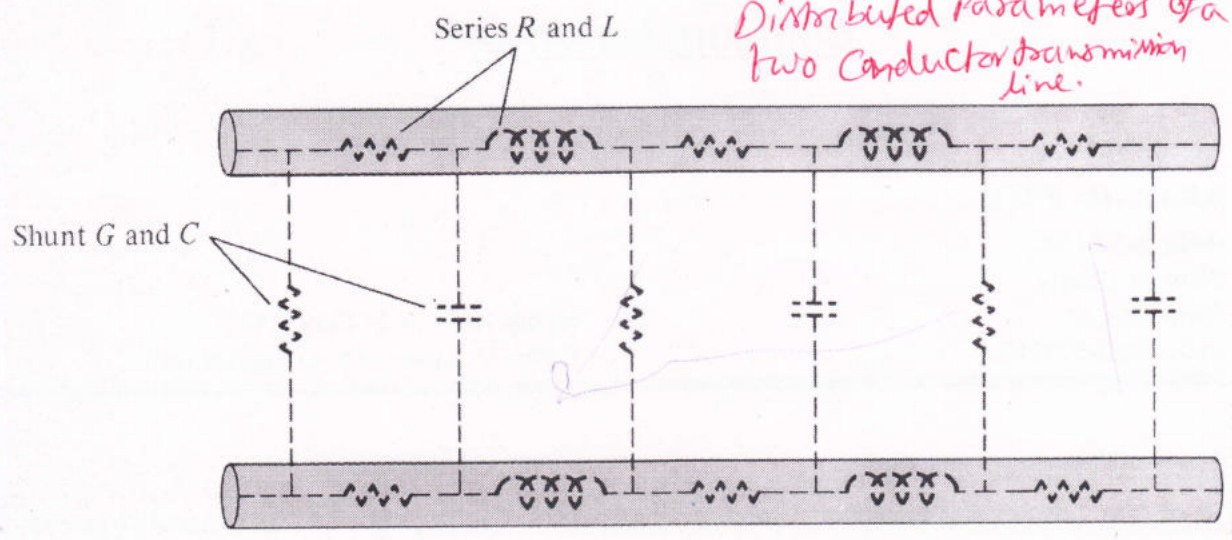 Series R and L
Distributed Parameters of a
two Conductor transmission
line.
Shunt G and C